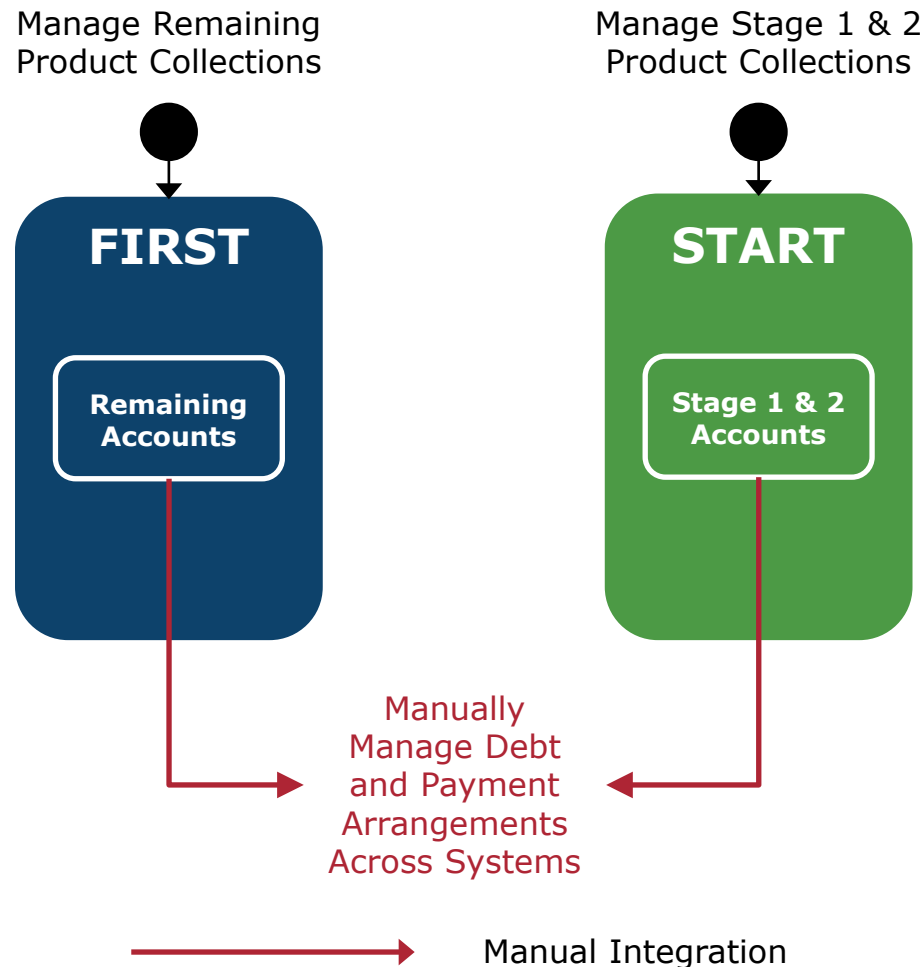 Manage Remaining
Product Collections
Manage Stage 1 & 2
Product Collections
FIRST
START
Remaining
Accounts
Stage 1 & 2
Accounts
Manually
Manage Debt
and Payment
Arrangements
Across Systems
Manual Integration